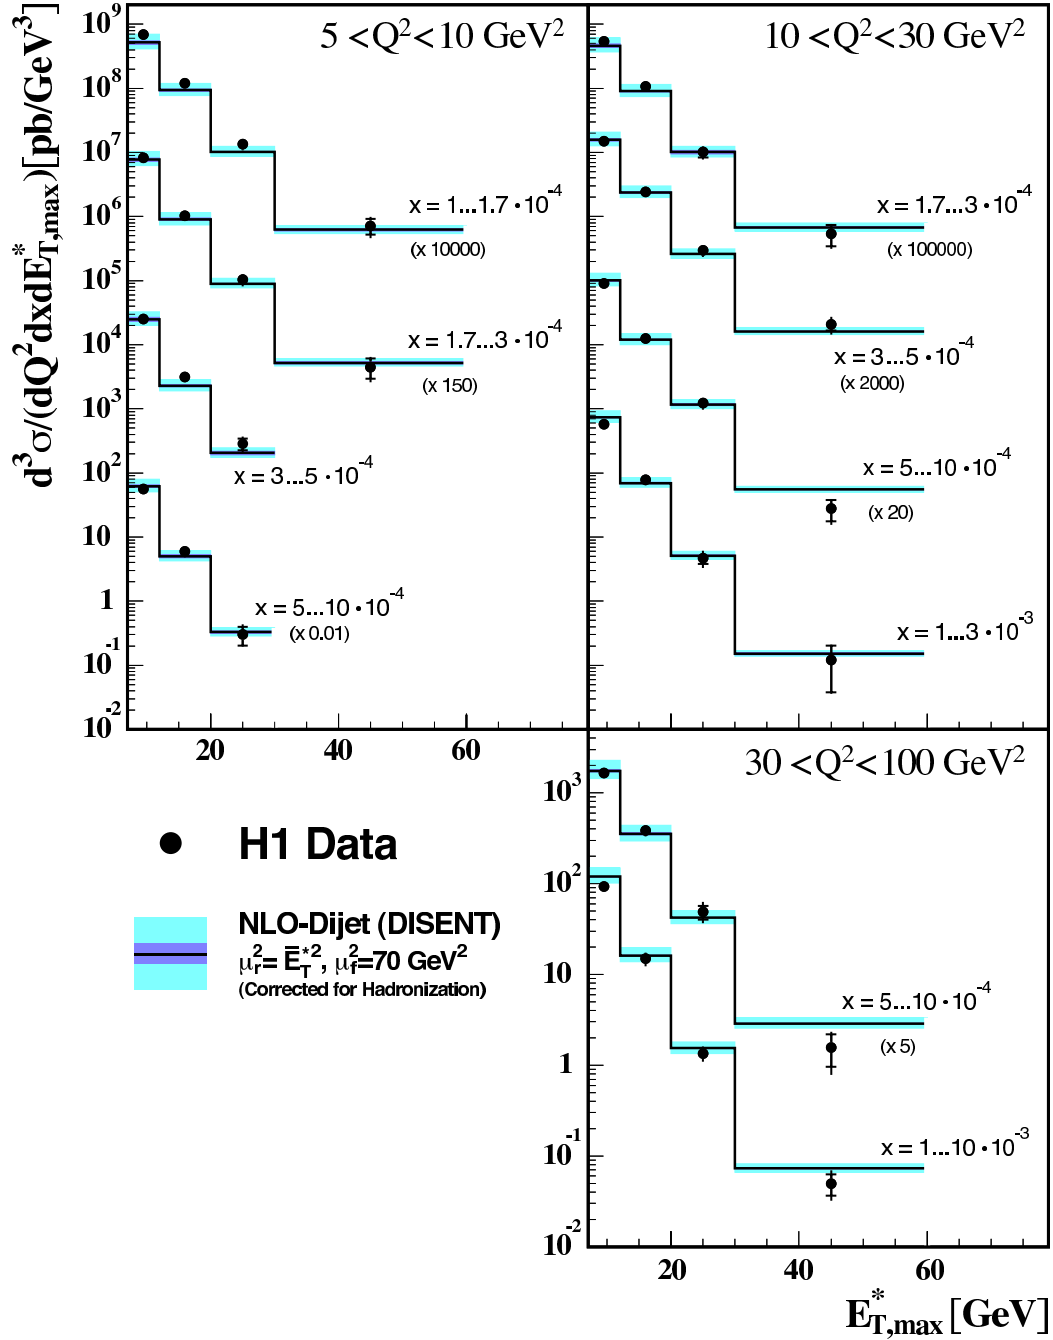 d³σ/(dQ²dxdE*T,max)[pb/GeV³]
10⁹
10⁸
10⁷
10⁶
10⁵
10⁴
10³
10²
10
1
10⁻¹
10⁻²
5 <Q²<10 GeV²
x = 1...1.7 · 10⁻⁴
(x 10000)
x = 1.7...3 · 10⁻⁴
(x 150)
x = 3...5 · 10⁻⁴
x = 5...10 · 10⁻⁴
(x 0.01)
20 40 60
10 <Q²<30 GeV²
x = 1.7...3 · 10⁻⁴
(x 100000)
x = 3...5 · 10⁻⁴
(x 2000)
x = 5...10 · 10⁻⁴
(x 20)
x = 1...3 · 10⁻³
30 <Q²<100 GeV²
10³
10²
10
1
10⁻¹
10⁻²
x = 5...10 · 10⁻⁴
(x 5)
x = 1...10 · 10⁻³
20 40 60
E*T,max [GeV]
H1 Data
NLO-Dijet (DISENT)
μr²= ĒT*², μf²=70 GeV²
(Corrected for Hadronization)